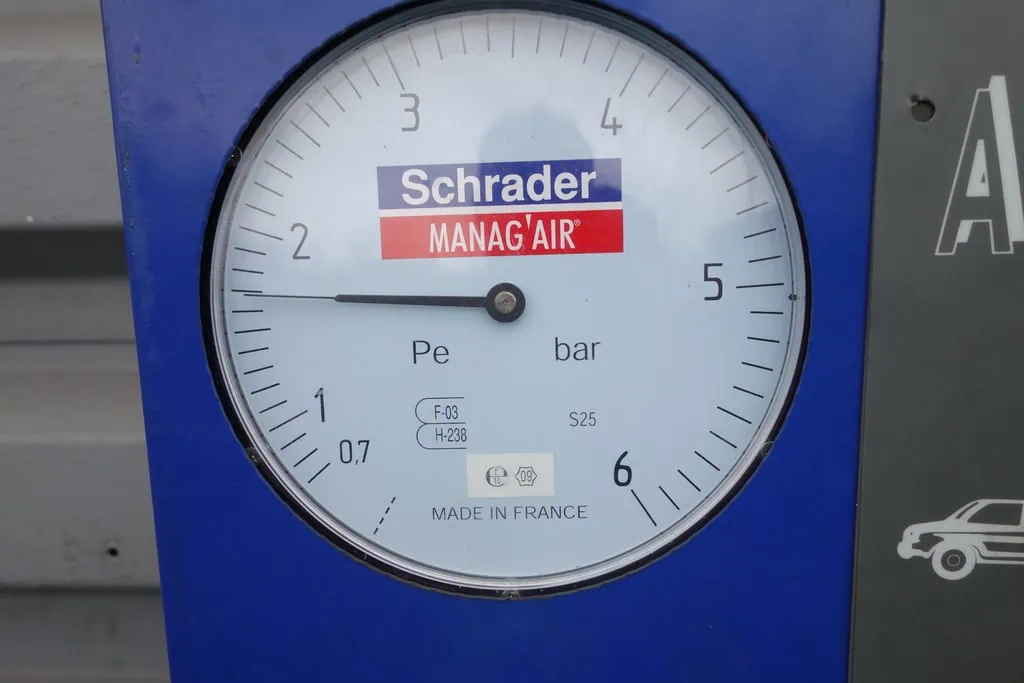 3
4
Schrader
MANAG'AIR®
2
5
Pe
bar
1
F-03
S25
H-238
0,7
6
09
MADE IN FRANCE
A